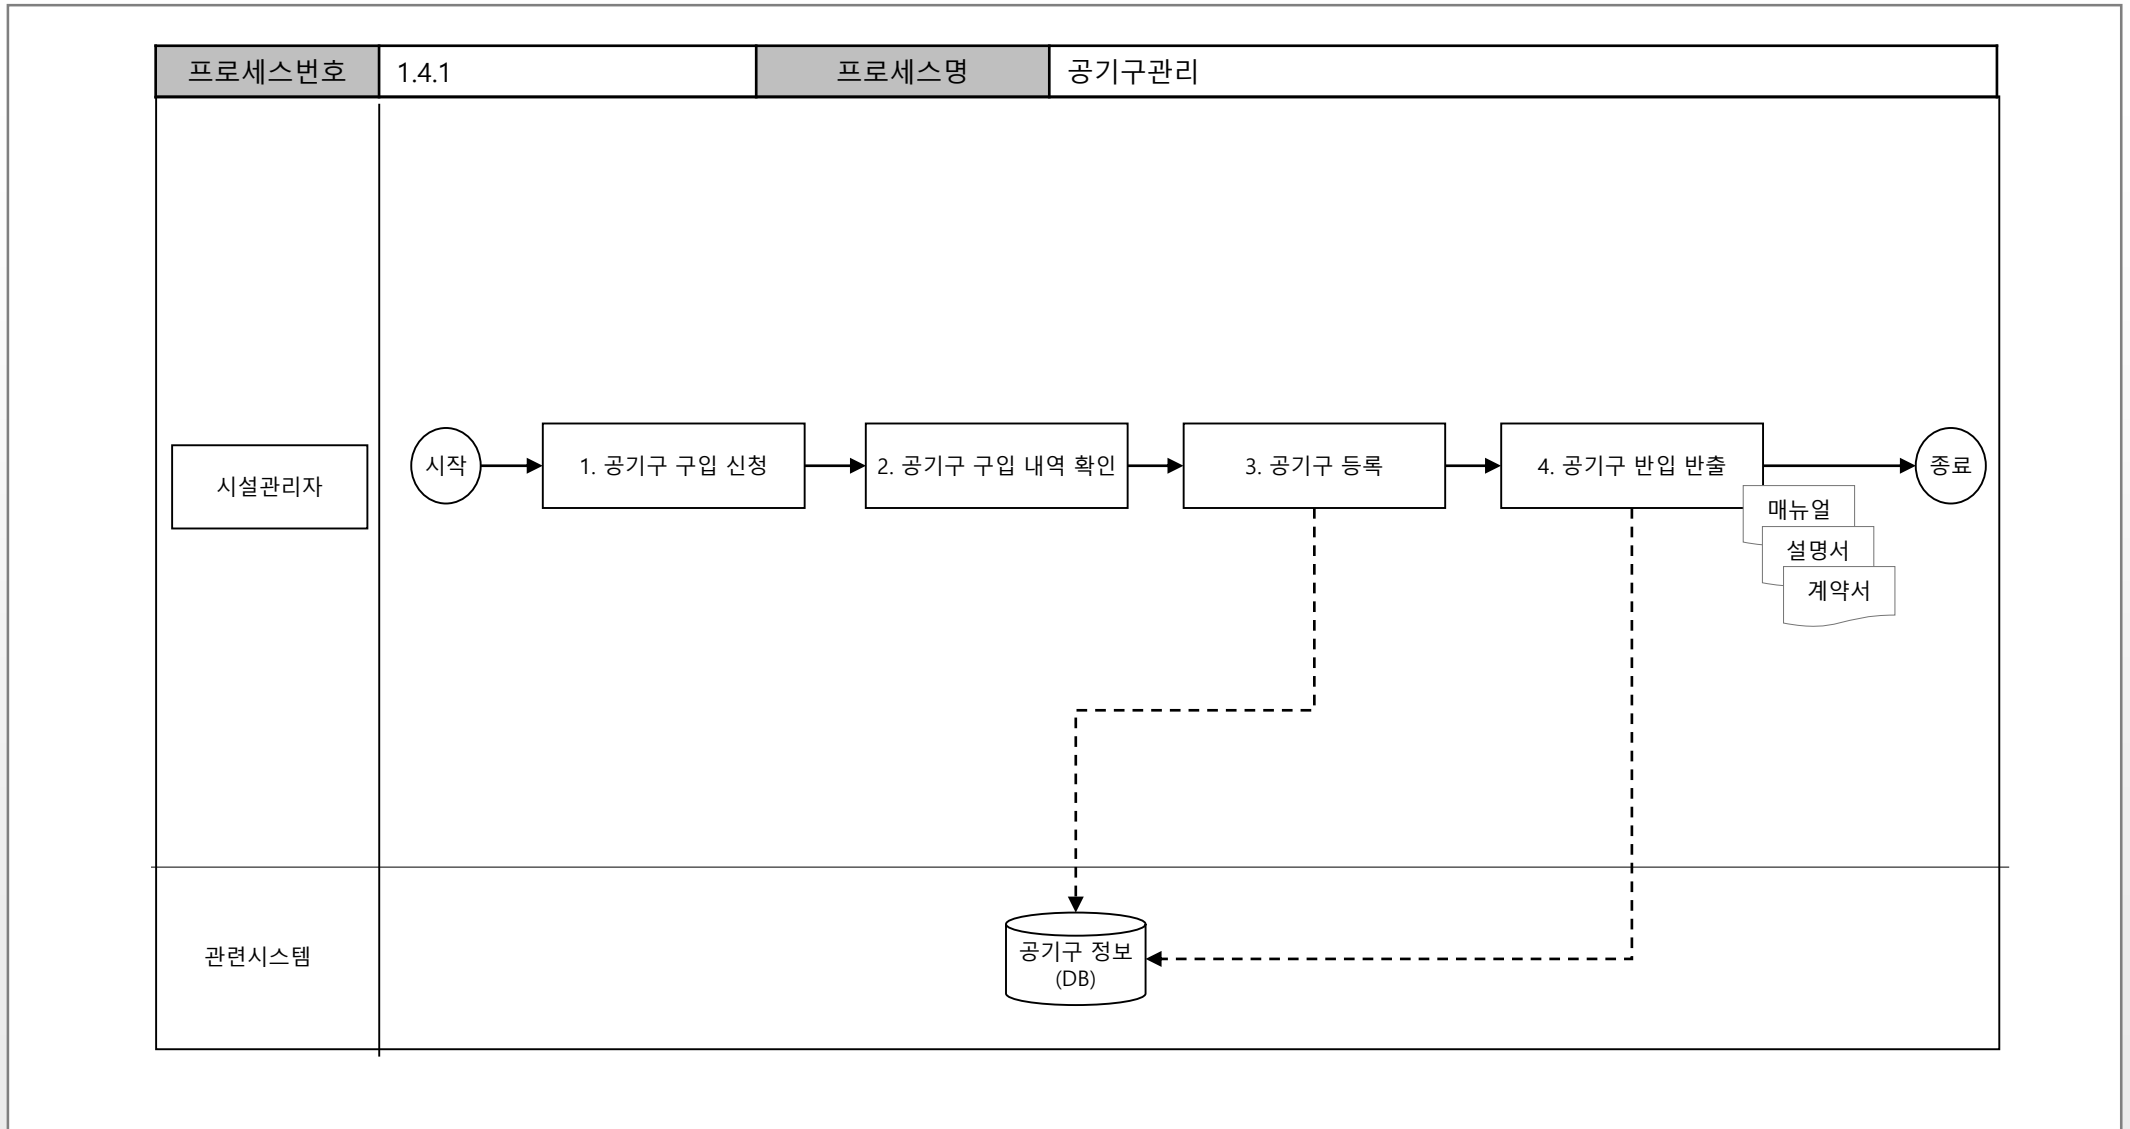 프로세스번호
1.4.1
프로세스명
공기구관리
시설관리자
시작
1. 공기구 구입 신청
2. 공기구 구입 내역 확인
3. 공기구 등록
4. 공기구 반입 반출
종료
매뉴얼
설명서
계약서
관련시스템
공기구 정보
(DB)